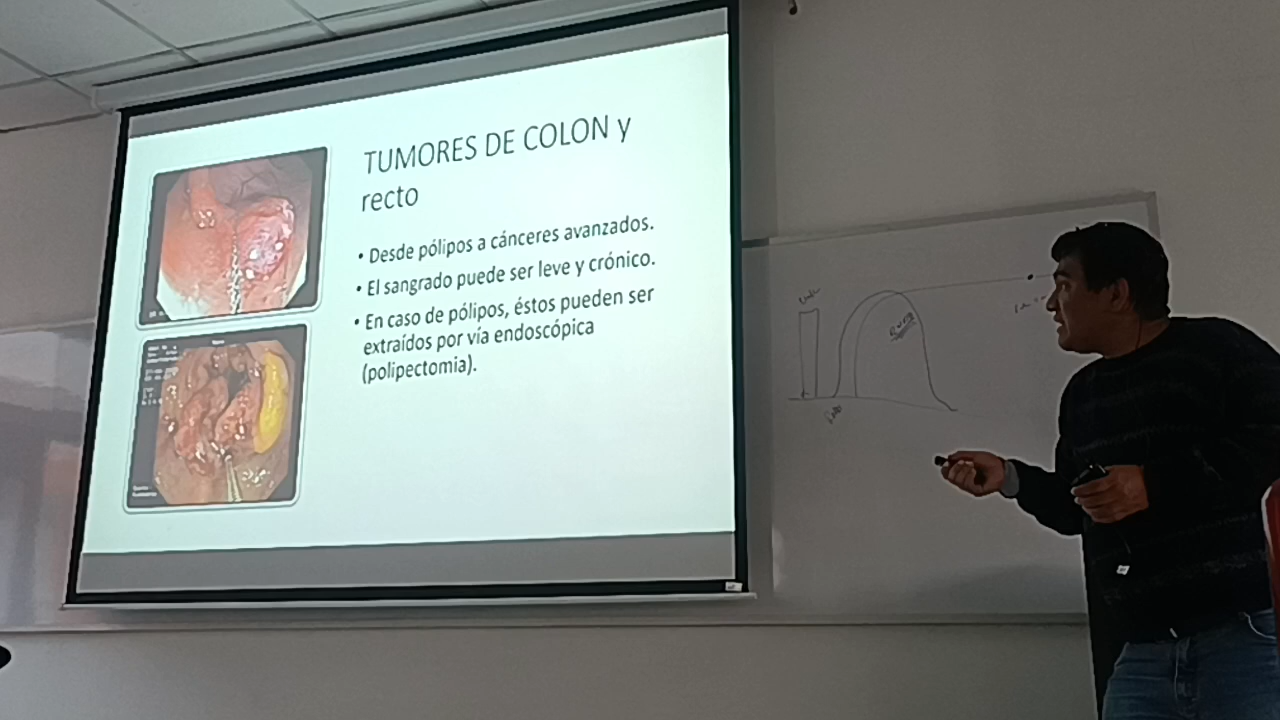 TUMORES DE COLON y
recto
• Desde pólipos a cánceres avanzados.
• El sangrado puede ser leve y crónico.
• En caso de pólipos, éstos pueden ser
extraídos por vía endoscópica
(polipectomia).